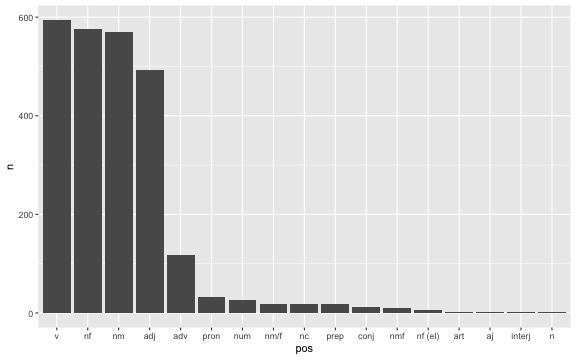 600
400
200
0
n
v nf nm adj adv pron num nm/f nc prep conj nmf nf (el) art aj interj n
pos